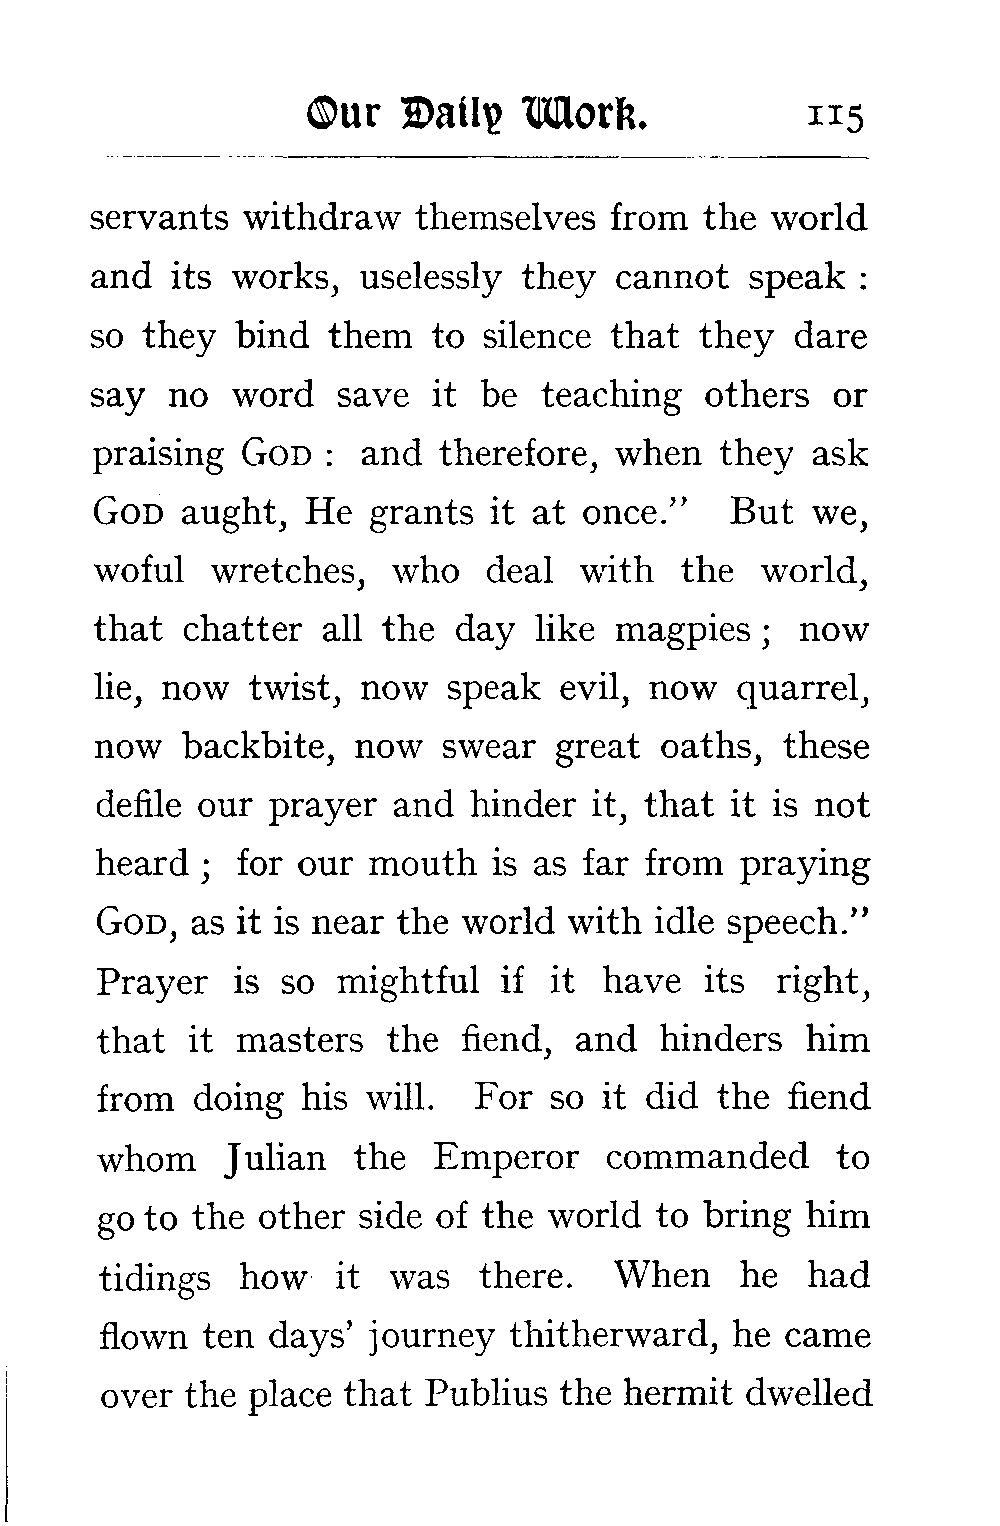 Our Daily Work. 115
servants withdraw themselves from the world
and its works, uselessly they cannot speak :
so they bind them to silence that they dare
say no word save it be teaching others or
praising GOD : and therefore, when they ask
GOD aught, He grants it at once." But we,
woful wretches, who deal with the world,
that chatter all the day like magpies ; now
lie, now twist, now speak evil, now quarrel,
now backbite, now swear great oaths, these
defile our prayer and hinder it, that it is not
heard ; for our mouth is as far from praying
GOD, as it is near the world with idle speech."
Prayer is so mightful if it have its right,
that it masters the fiend, and hinders him
from doing his will. For so it did the fiend
whom Julian the Emperor commanded to
go to the other side of the world to bring him
tidings how it was there. When he had
flown ten days' journey thitherward, he came
over the place that Publius the hermit dwelled